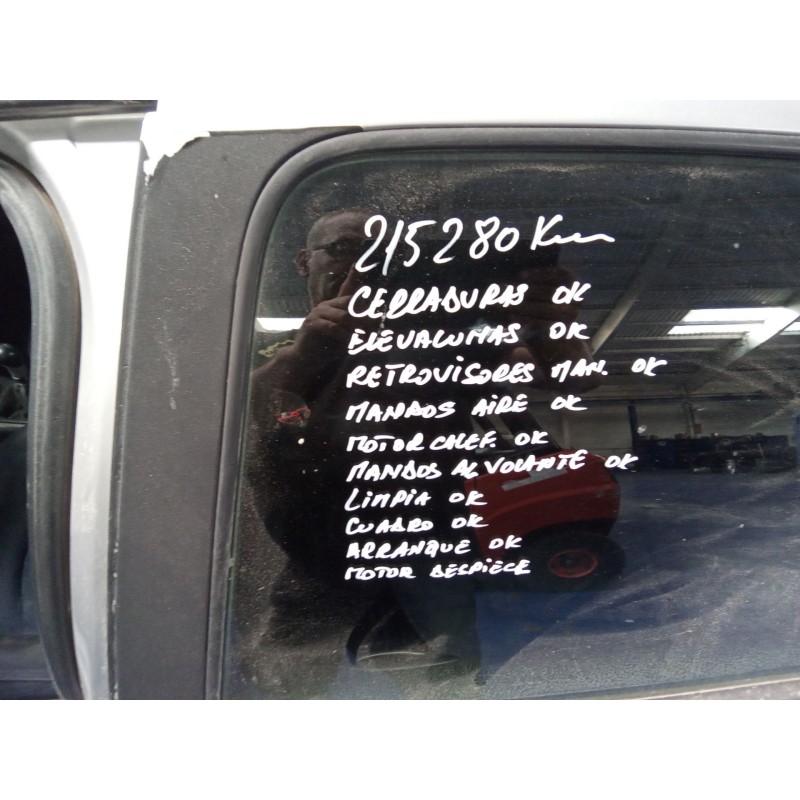 215280 Km
CERRADURAS OK
ELEVALUNAS OK
RETROVISORES MAN. OK
MANDOS AIRE OK
MOTOR CALEF. OK
MANDOS AL VOLANTE OK
LIMPIA OK
CUADRO OK
ARRANQUE OK
MOTOR DESPIECE